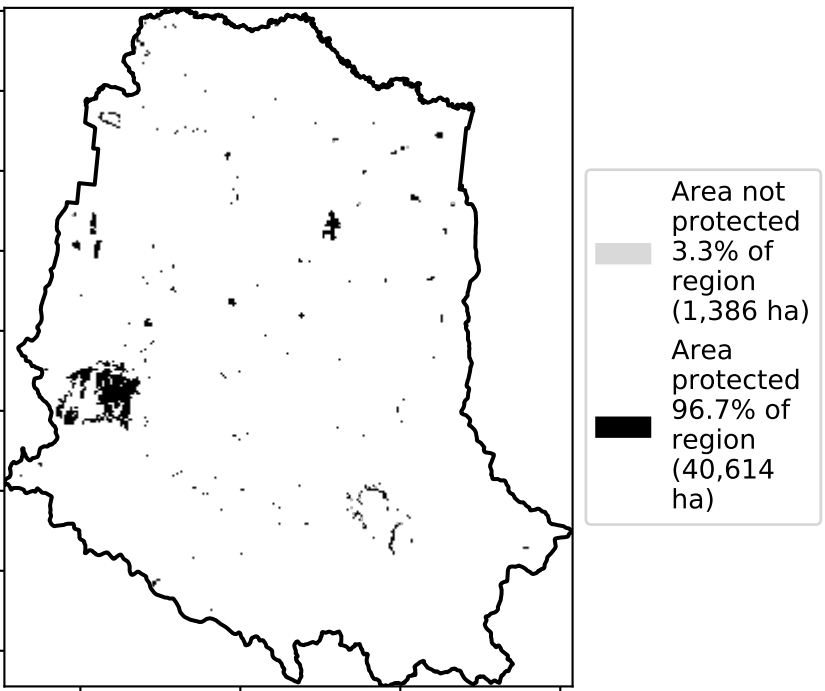 Area not
protected
3.3% of
region
(1,386 ha)
Area
protected
96.7% of
region
(40,614
ha)